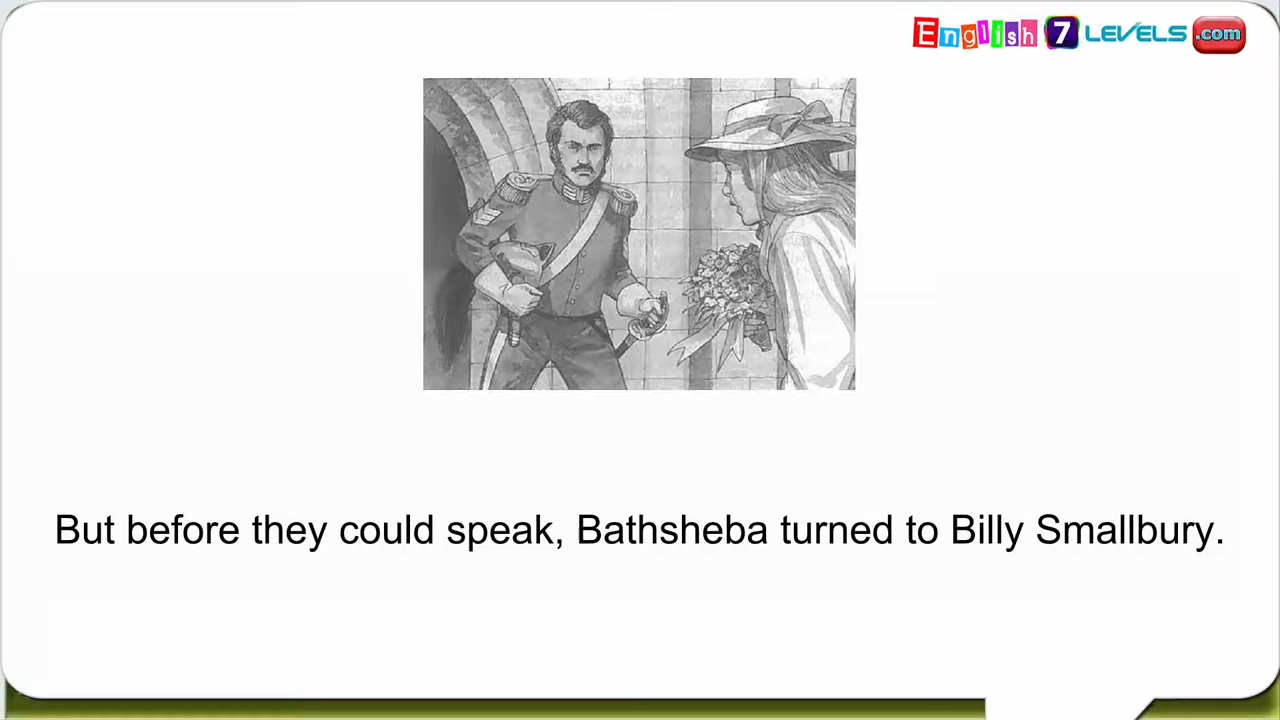 English 7 LEVELS .com
But before they could speak, Bathsheba turned to Billy Smallbury.